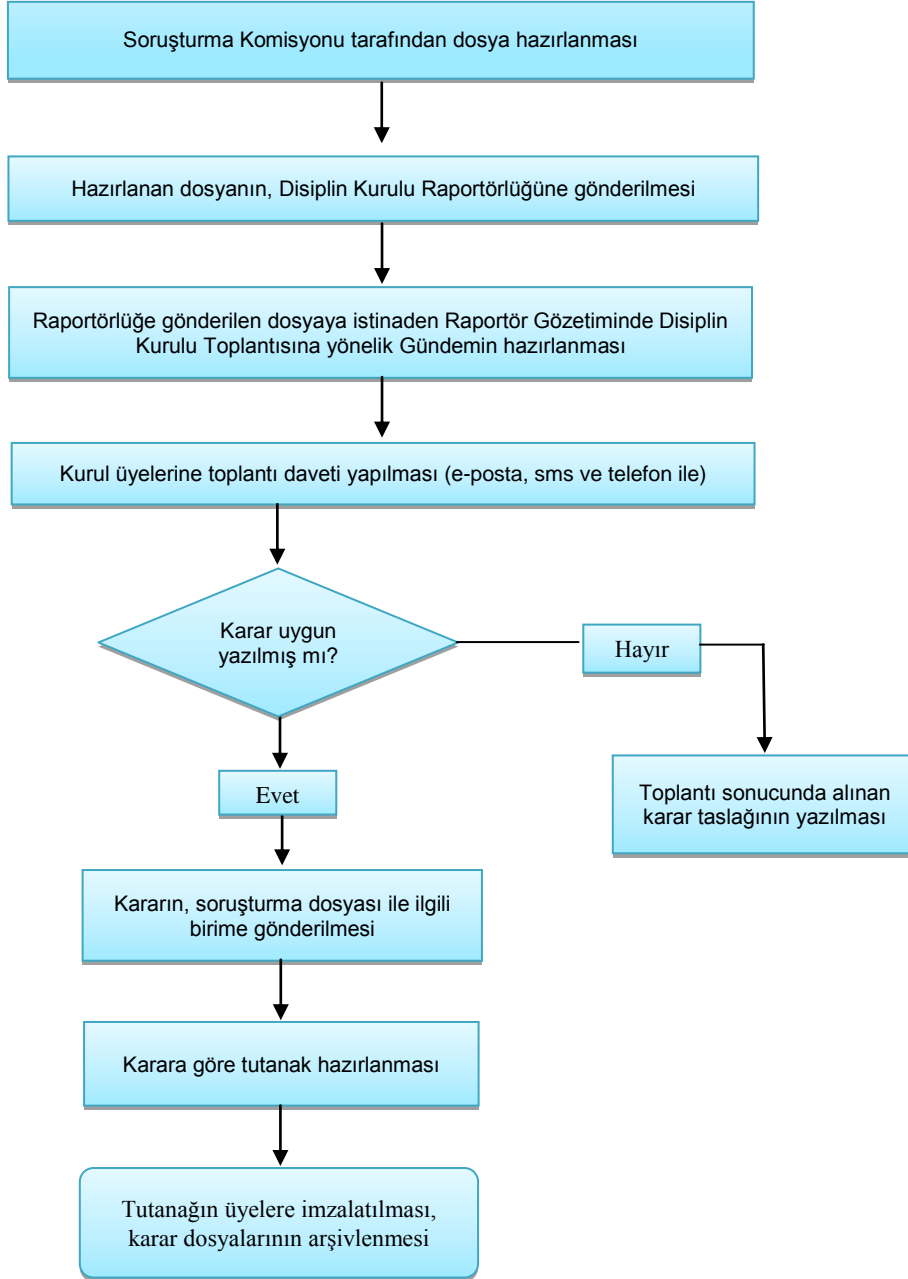 Soruşturma Komisyonu tarafından dosya hazırlanması
Hazırlanan dosyanın, Disiplin Kurulu Raportörlüğüne gönderilmesi
Raportörlüğe gönderilen dosyaya istinaden Raportör Gözetiminde Disiplin
Kurulu Toplantısına yönelik Gündemin hazırlanması
Kurul üyelerine toplantı daveti yapılması (e-posta, sms ve telefon ile)
Karar uygun
yazılmış mı?
Hayır
Evet
Toplantı sonucunda alınan
karar taslağının yazılması
Kararın, soruşturma dosyası ile ilgili
birime gönderilmesi
Karara göre tutanak hazırlanması
Tutanağın üyelere imzalatılması,
karar dosyalarının arşivlenmesi